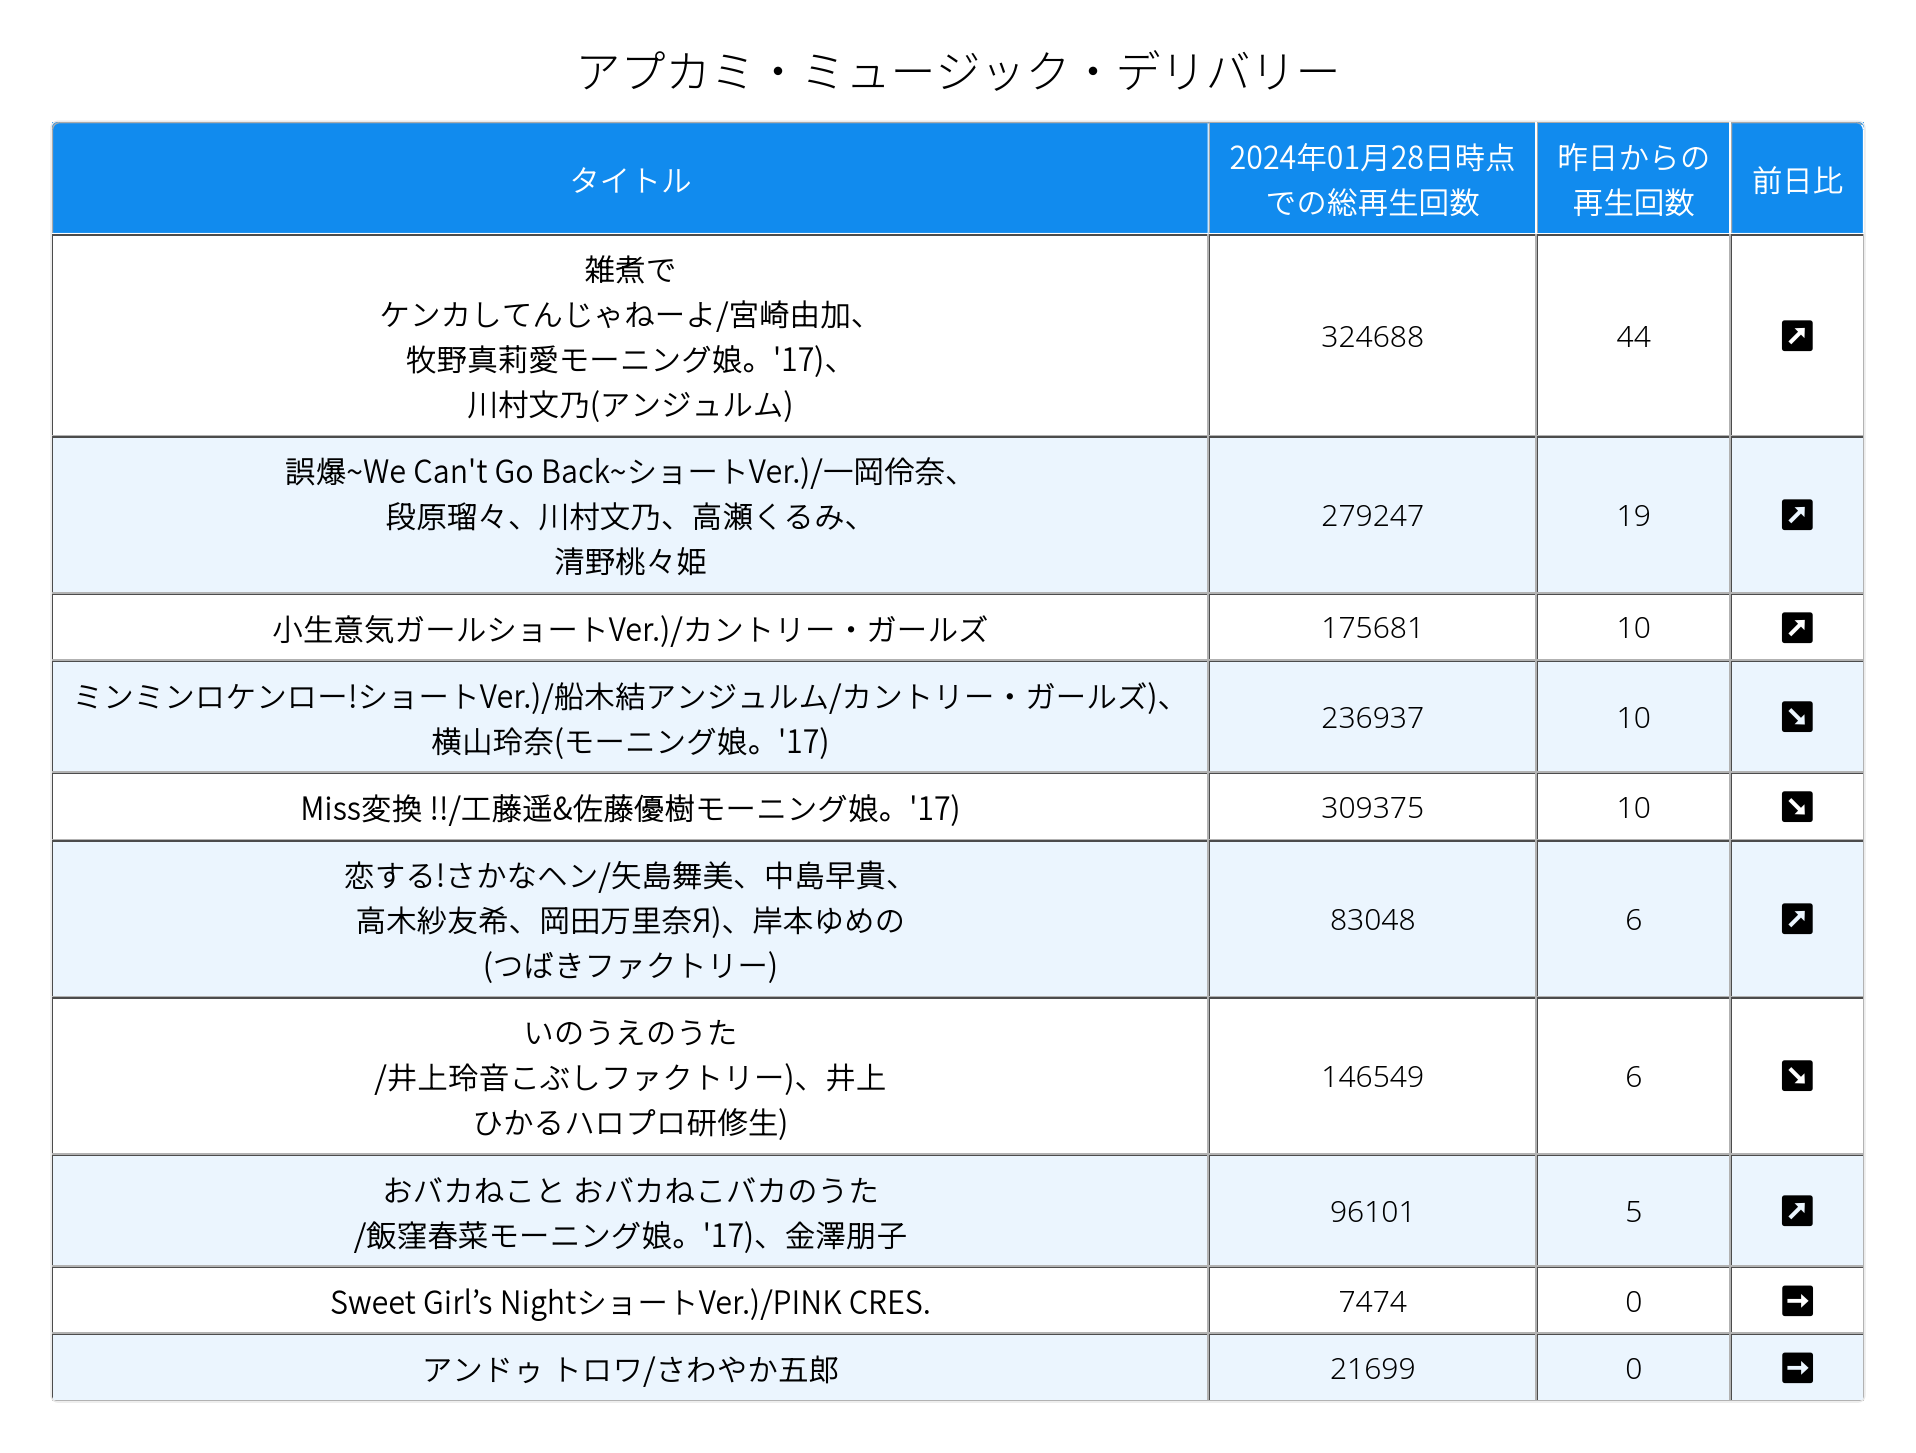 アプカミ・ミュージック・デリバリー
タイトル
2024年01月28日時点
での総再生回数
昨日からの
再生回数
前日比
雑煮で
ケンカしてんじゃねーよ/宮崎由加、
牧野真莉愛モーニング娘。'17)、
川村文乃(アンジュルム)
324688
44
誤爆~We Can't Go Back~ショートVer.)/一岡伶奈、
段原瑠々、川村文乃、高瀬くるみ、
清野桃々姫
279247
19
小生意気ガールショートVer.)/カントリー・ガールズ
175681
10
ミンミンロケンロー!ショートVer.)/船木結アンジュルム/カントリー・ガールズ)、
横山玲奈(モーニング娘。'17)
236937
10
Miss変換 !!/工藤遥&佐藤優樹モーニング娘。'17)
309375
10
恋する!さかなヘン/矢島舞美、中島早貴、
高木紗友希、岡田万里奈Я)、岸本ゆめの
(つばきファクトリー)
83048
6
いのうえのうた
/井上玲音こぶしファクトリー)、井上
ひかるハロプロ研修生)
146549
6
おバカねこと おバカねこバカのうた
/飯窪春菜モーニング娘。'17)、金澤朋子
96101
5
Sweet Girl’s NightショートVer.)/PINK CRES.
7474
0
アンドゥ トロワ/さわやか五郎
21699
0